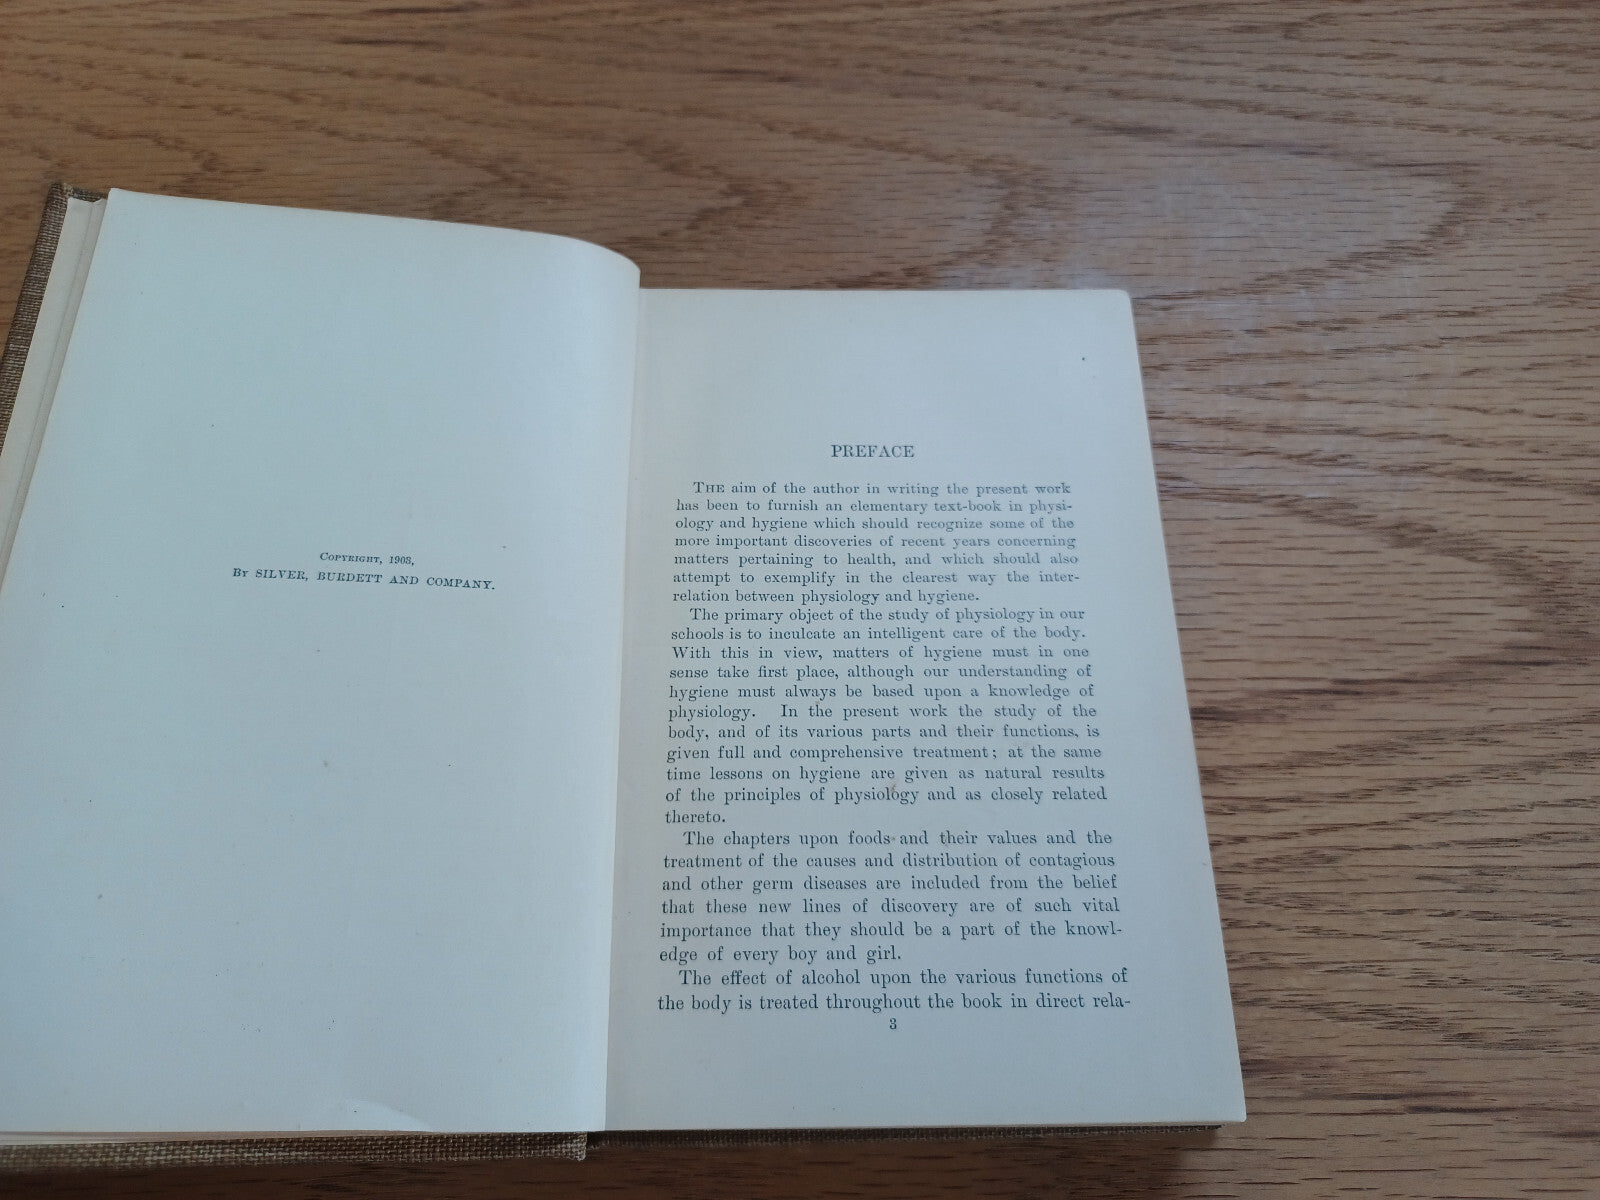 COPYRIGHT, 1908,
BY SILVER, BURDETT AND COMPANY.
PREFACE
THE aim of the author in writing the present work
has been to furnish an elementary text-book in physi-
ology and hygiene which should recognize some of the
more important discoveries of recent years concerning
matters pertaining to health, and which should also
attempt to exemplify in the clearest way the inter-
relation between physiology and hygiene.
The primary object of the study of physiology in our
schools is to inculcate an intelligent care of the body.
With this in view, matters of hygiene must in one
sense take first place, although our understanding of
hygiene must always be based upon a knowledge of
physiology. In the present work the study of the
body, and of its various parts and their functions, is
given full and comprehensive treatment; at the same
time lessons on hygiene are given as natural results
of the principles of physiology and as closely related
thereto.
The chapters upon foods and their values and the
treatment of the causes and distribution of contagious
and other germ diseases are included from the belief
that these new lines of discovery are of such vital
importance that they should be a part of the knowl-
edge of every boy and girl.
The effect of alcohol upon the various functions of
the body is treated throughout the book in direct rela-
3